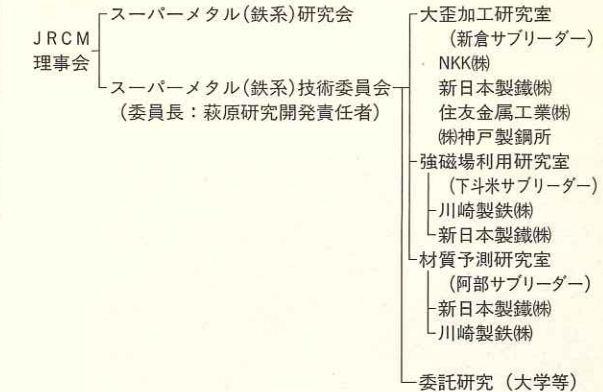 JRCM
理事会
スーパーメタル(鉄系)研究会
スーパーメタル(鉄系)技術委員会
(委員長：萩原研究開発責任者)
大歪加工研究室
(新倉サブリーダー)
NKK㈱
新日本製鐵㈱
住友金属工業㈱
㈱神戸製鋼所
強磁場利用研究室
(下斗米サブリーダー)
川崎製鉄㈱
新日本製鐵㈱
材質予測研究室
(阿部サブリーダー)
新日本製鐵㈱
川崎製鉄㈱
委託研究（大学等）